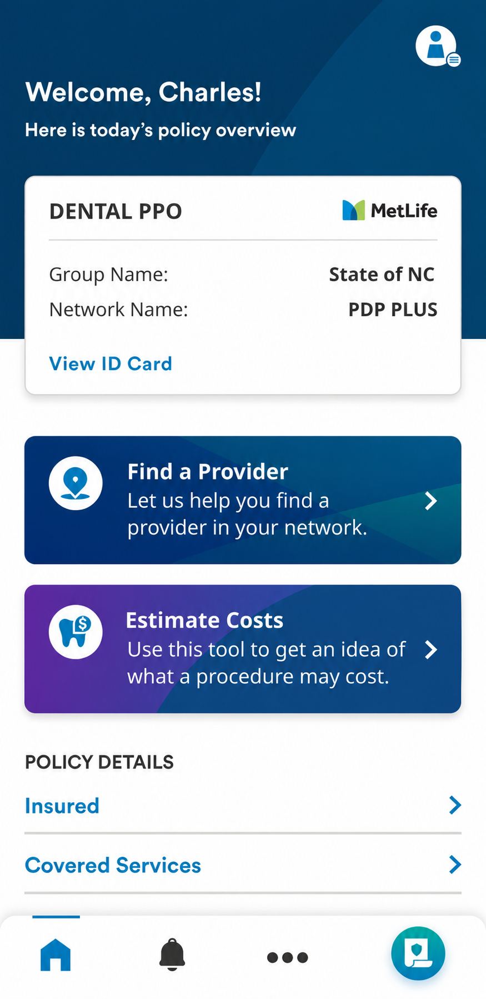 Welcome, Charles!
Here is today’s policy overview
DENTAL PPO
MetLife
Group Name: State of NC
Network Name: PDP PLUS
View ID Card
Find a Provider
Let us help you find a
provider in your network.
$
Estimate Costs
Use this tool to get an idea of
what a procedure may cost.
POLICY DETAILS
Insured
Covered Services